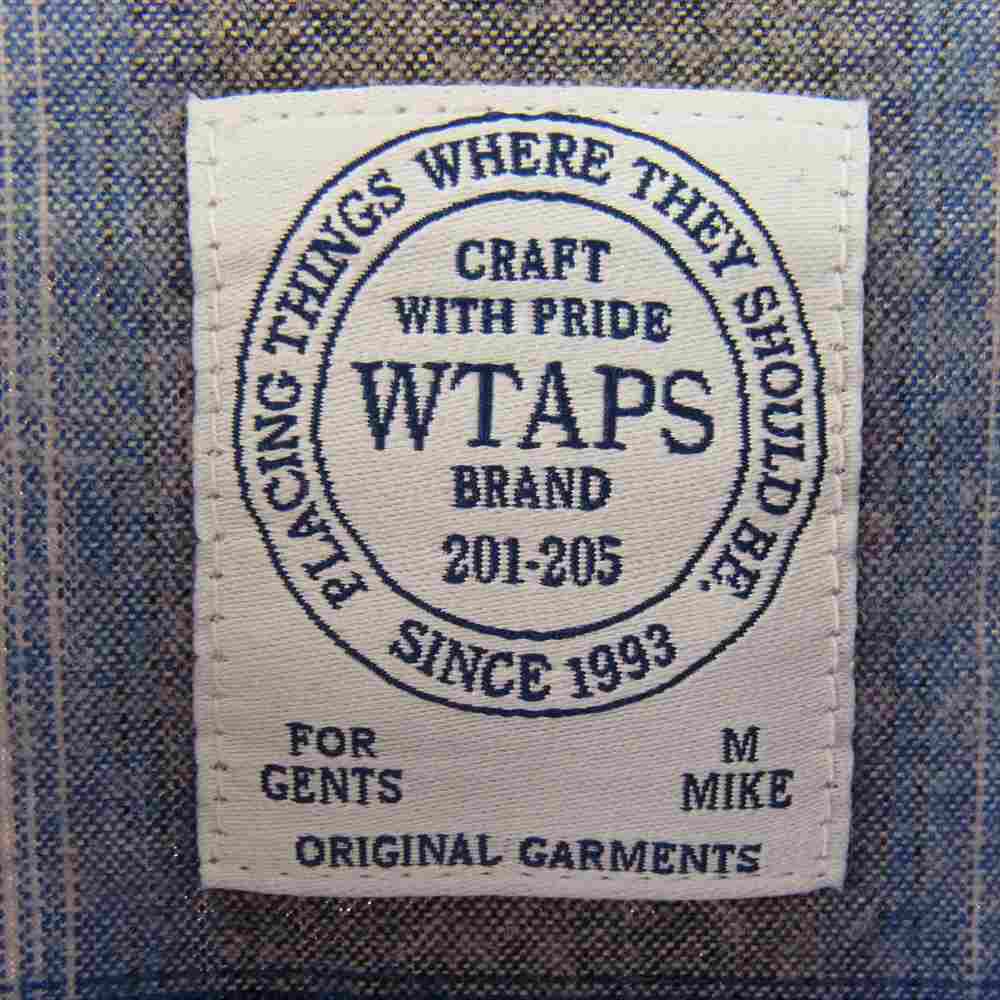 PLACING THINGS WHERE THEY SHOULD BE.
CRAFT
WITH PRIDE
WTAPS
BRAND
201-205
SINCE 1993
FOR
GENTS
M
MIKE
ORIGINAL GARMENTS